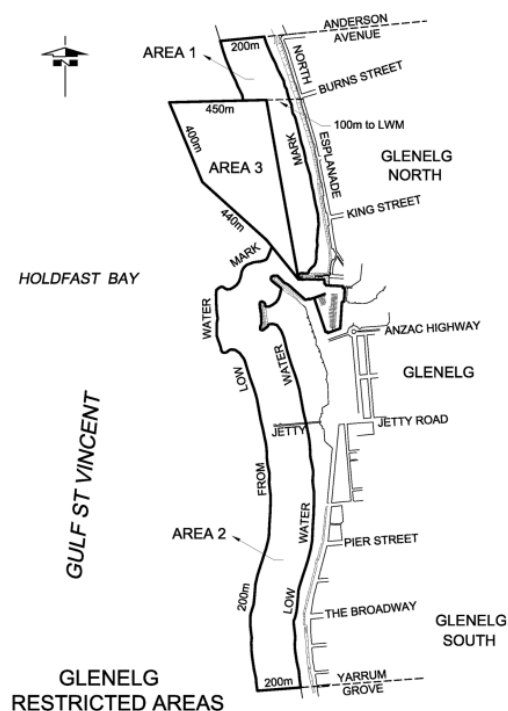 ANDERSON
AVENUE
AREA 1
200m
NORTH
N
BURNS STREET
450m
100m to LWM
400m
MARK
ESPLANADE
GLENELG
NORTH
AREA 3
KING STREET
440m
MARK
HOLDFAST BAY
WATER
ANZAC HIGHWAY
WATER
LOW
GLENELG
JETTY
JETTY ROAD
GULF ST VINCENT
FROM
WATER
AREA 2
PIER STREET
200m
LOW
THE BROADWAY
GLENELG
SOUTH
200m
YARRUM
GROVE
GLENELG
RESTRICTED AREAS